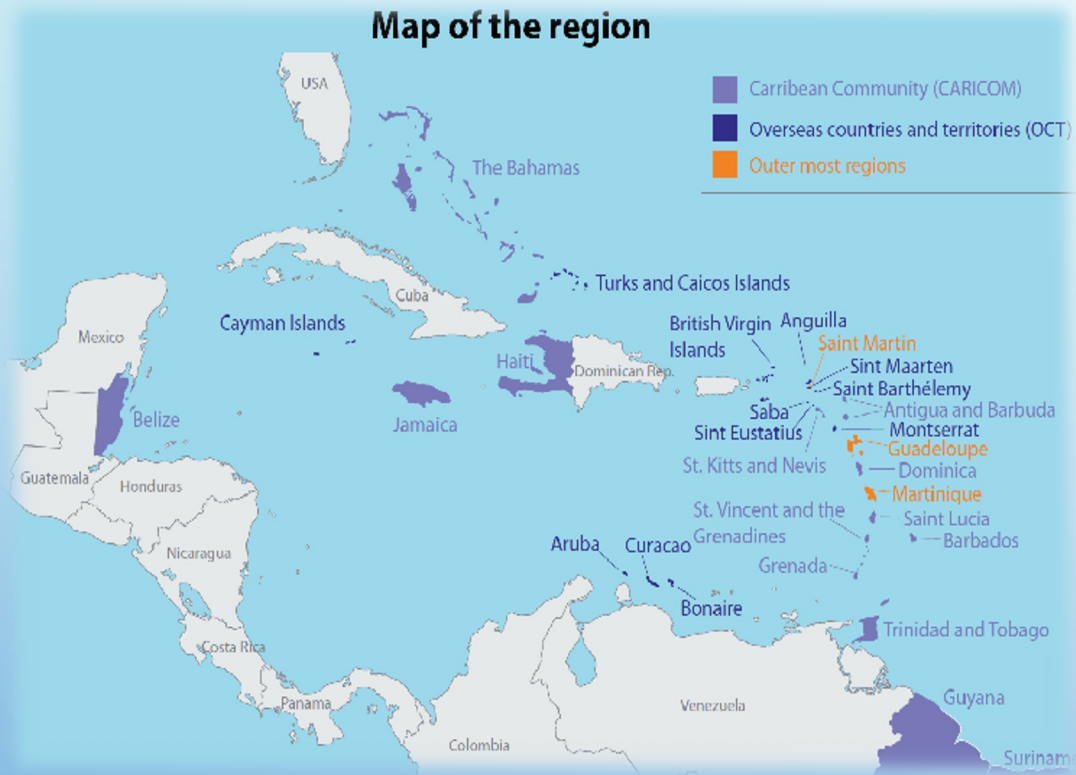 Map of the region
USA
Carribean Community (CARICOM)
Overseas countries and territories (OCT)
Outer most regions
The Bahamas
Turks and Caicos Islands
Cuba
Cayman Islands
British Virgin
Islands
Anguilla
Saint Martin
Mexico
Haiti
Dominican Rep.
Sint Maarten
Saint Barthélemy
Saba
Antigua and Barbuda
Belize
Jamaica
Sint Eustatius
Montserrat
Guadeloupe
St. Kitts and Nevis
Dominica
Guatemala
Honduras
Martinique
St. Vincent and the
Grenadines
Saint Lucia
Barbados
Nicaragua
Aruba
Curacao
Grenada
Bonaire
Trinidad and Tobago
Costa Rica
Panama
Venezuela
Guyana
Colombia
Surinam